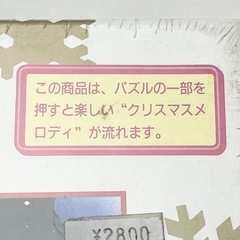 この商品は、パズルの一部を
押すと楽しい“クリスマスメ
ロディ”が流れます。
¥2800